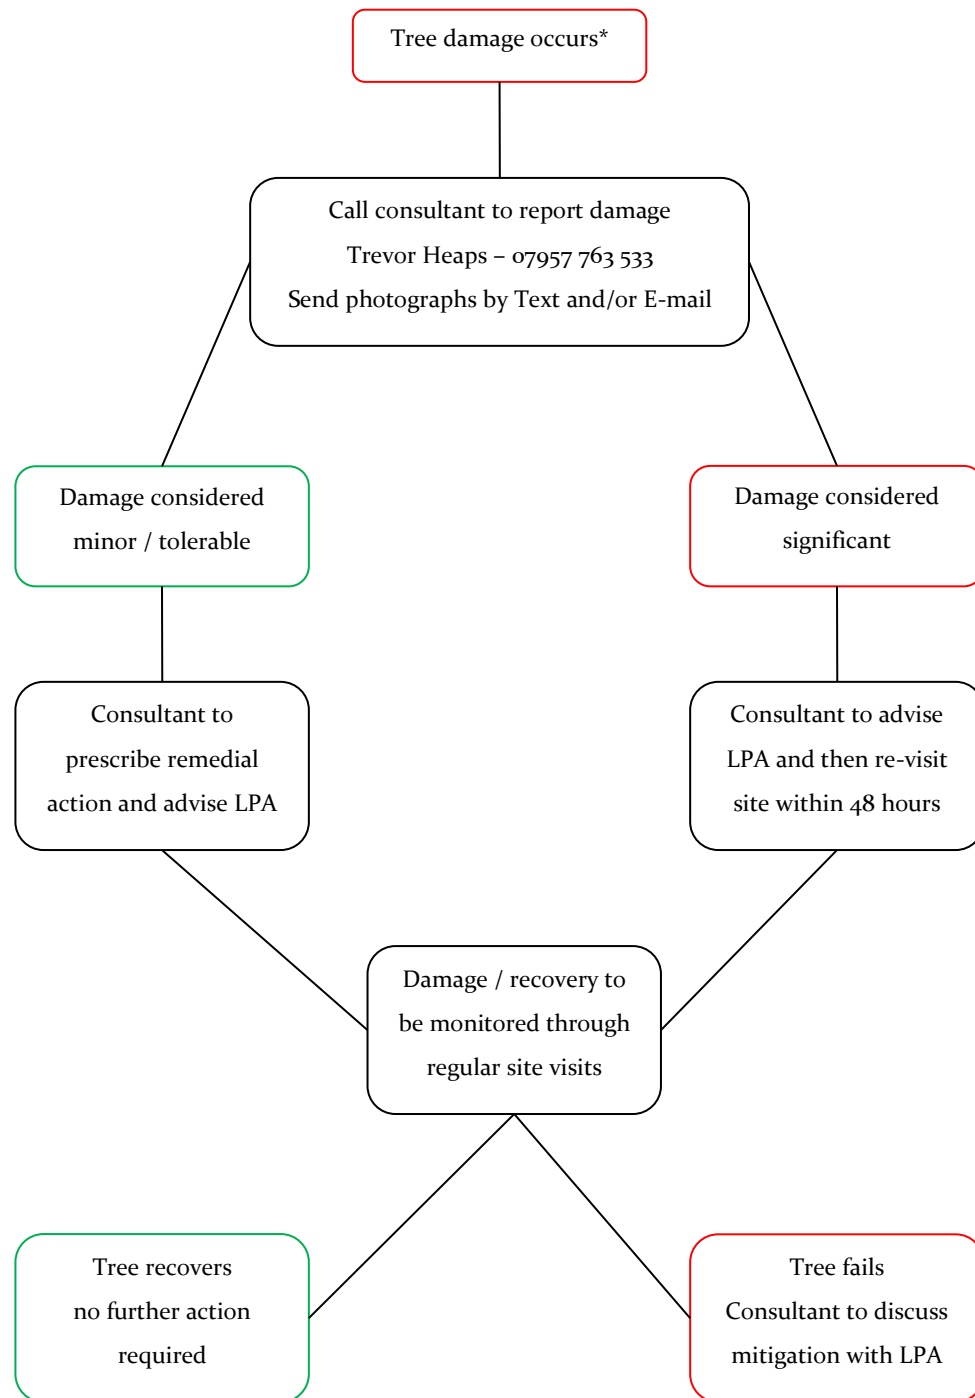 Tree damage occurs*
Call consultant to report damage
Trevor Heaps – 07957 763 533
Send photographs by Text and/or E-mail
Damage considered
minor / tolerable
Damage considered
significant
Consultant to
prescribe remedial
action and advise LPA
Consultant to advise
LPA and then re-visit
site within 48 hours
Damage / recovery to
be monitored through
regular site visits
Tree recovers
no further action
required
Tree fails
Consultant to discuss
mitigation with LPA